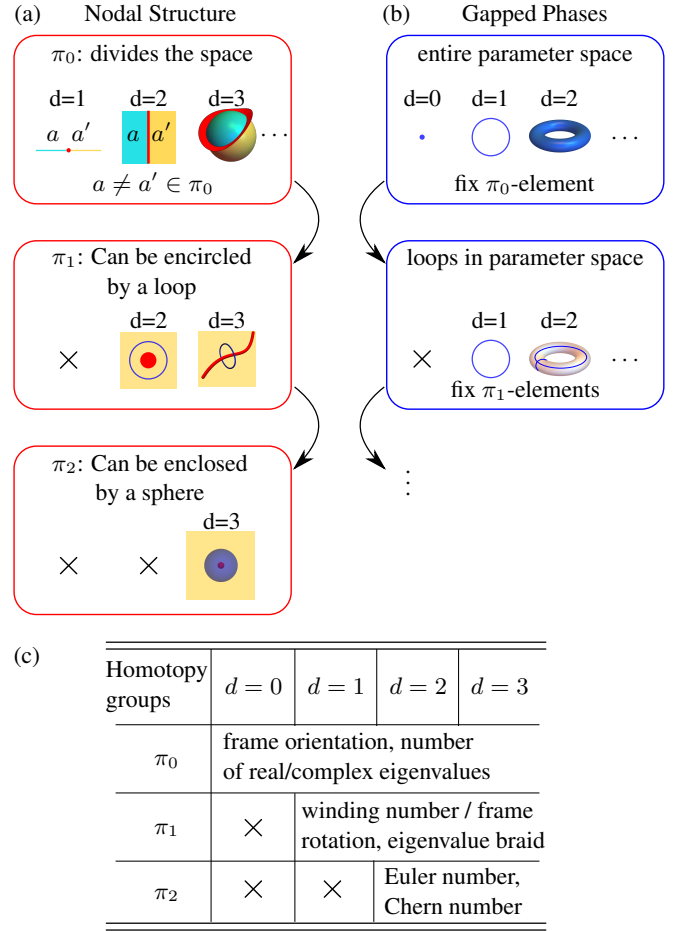 (a) Nodal Structure
π₀: divides the space
d=1 d=2 d=3
a a′ a a′ ···
a ≠ a′ ∈ π₀
π₁: Can be encircled
by a loop
d=2 d=3
×
π₂: Can be enclosed
by a sphere
d=3
× ×
(b) Gapped Phases
entire parameter space
d=0 d=1 d=2
···
fix π₀-element
loops in parameter space
d=1 d=2
× ···
fix π₁-elements
⋮
(c)
Homotopy
groups
d = 0 d = 1 d = 2 d = 3
π₀
frame orientation, number
of real/complex eigenvalues
π₁
×
winding number / frame
rotation, eigenvalue braid
π₂
× ×
Euler number,
Chern number